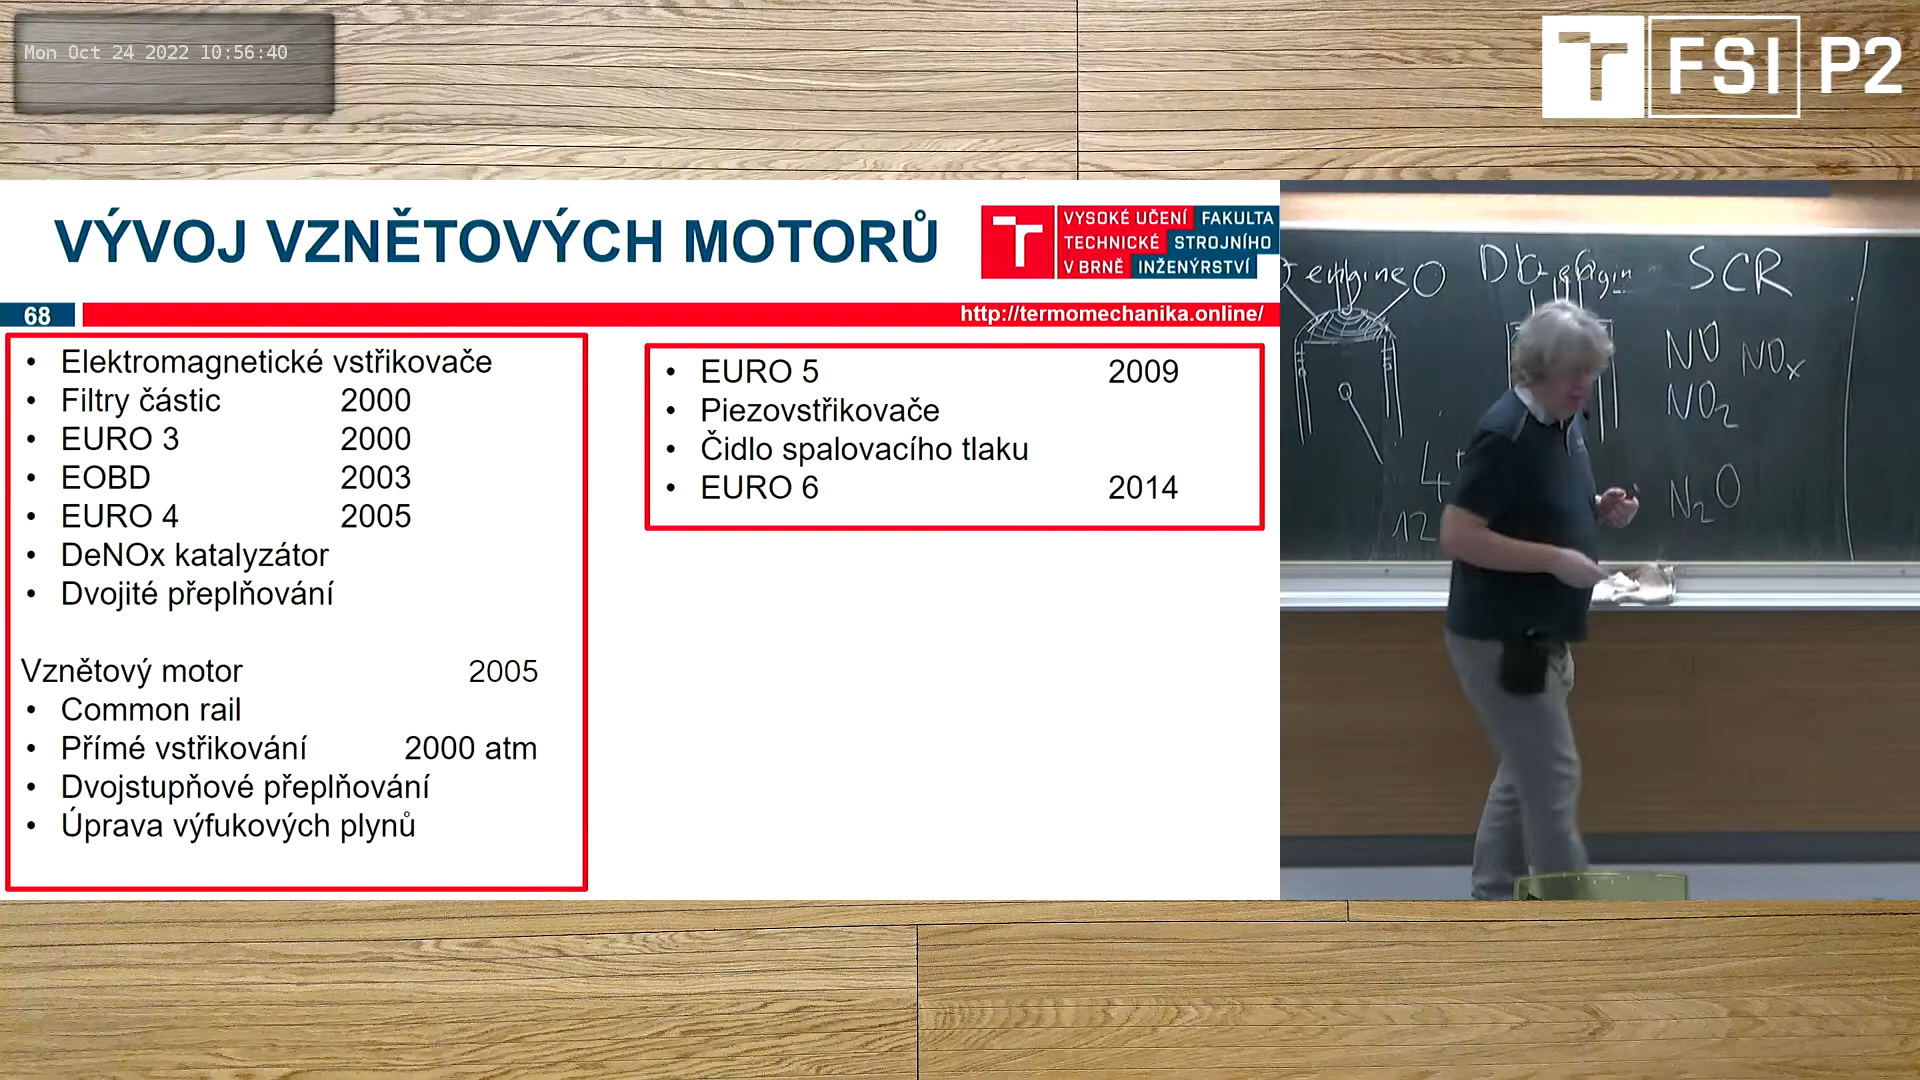 Mon Oct 24 2022 10:56:40
FSI P2
VÝVOJ VZNĚTOVÝCH MOTORŮ
VYSOKÉ UČENÍ FAKULTA
TECHNICKÉ STROJNÍHO
V BRNĚ INŽENÝRSTVÍ
68
http://termomechanika.online/
• Elektromagnetické vstřikovače
• Filtry částic 2000
• EURO 3 2000
• EOBD 2003
• EURO 4 2005
• DeNOx katalyzátor
• Dvojité přeplňování
Vznětový motor 2005
• Common rail
• Přímé vstřikování 2000 atm
• Dvojstupňové přeplňování
• Úprava výfukových plynů
• EURO 5 2009
• Piezovstřikovače
• Čidlo spalovacího tlaku
• EURO 6 2014
engine
SCR
NO NOx
NO2
N2O
4
12